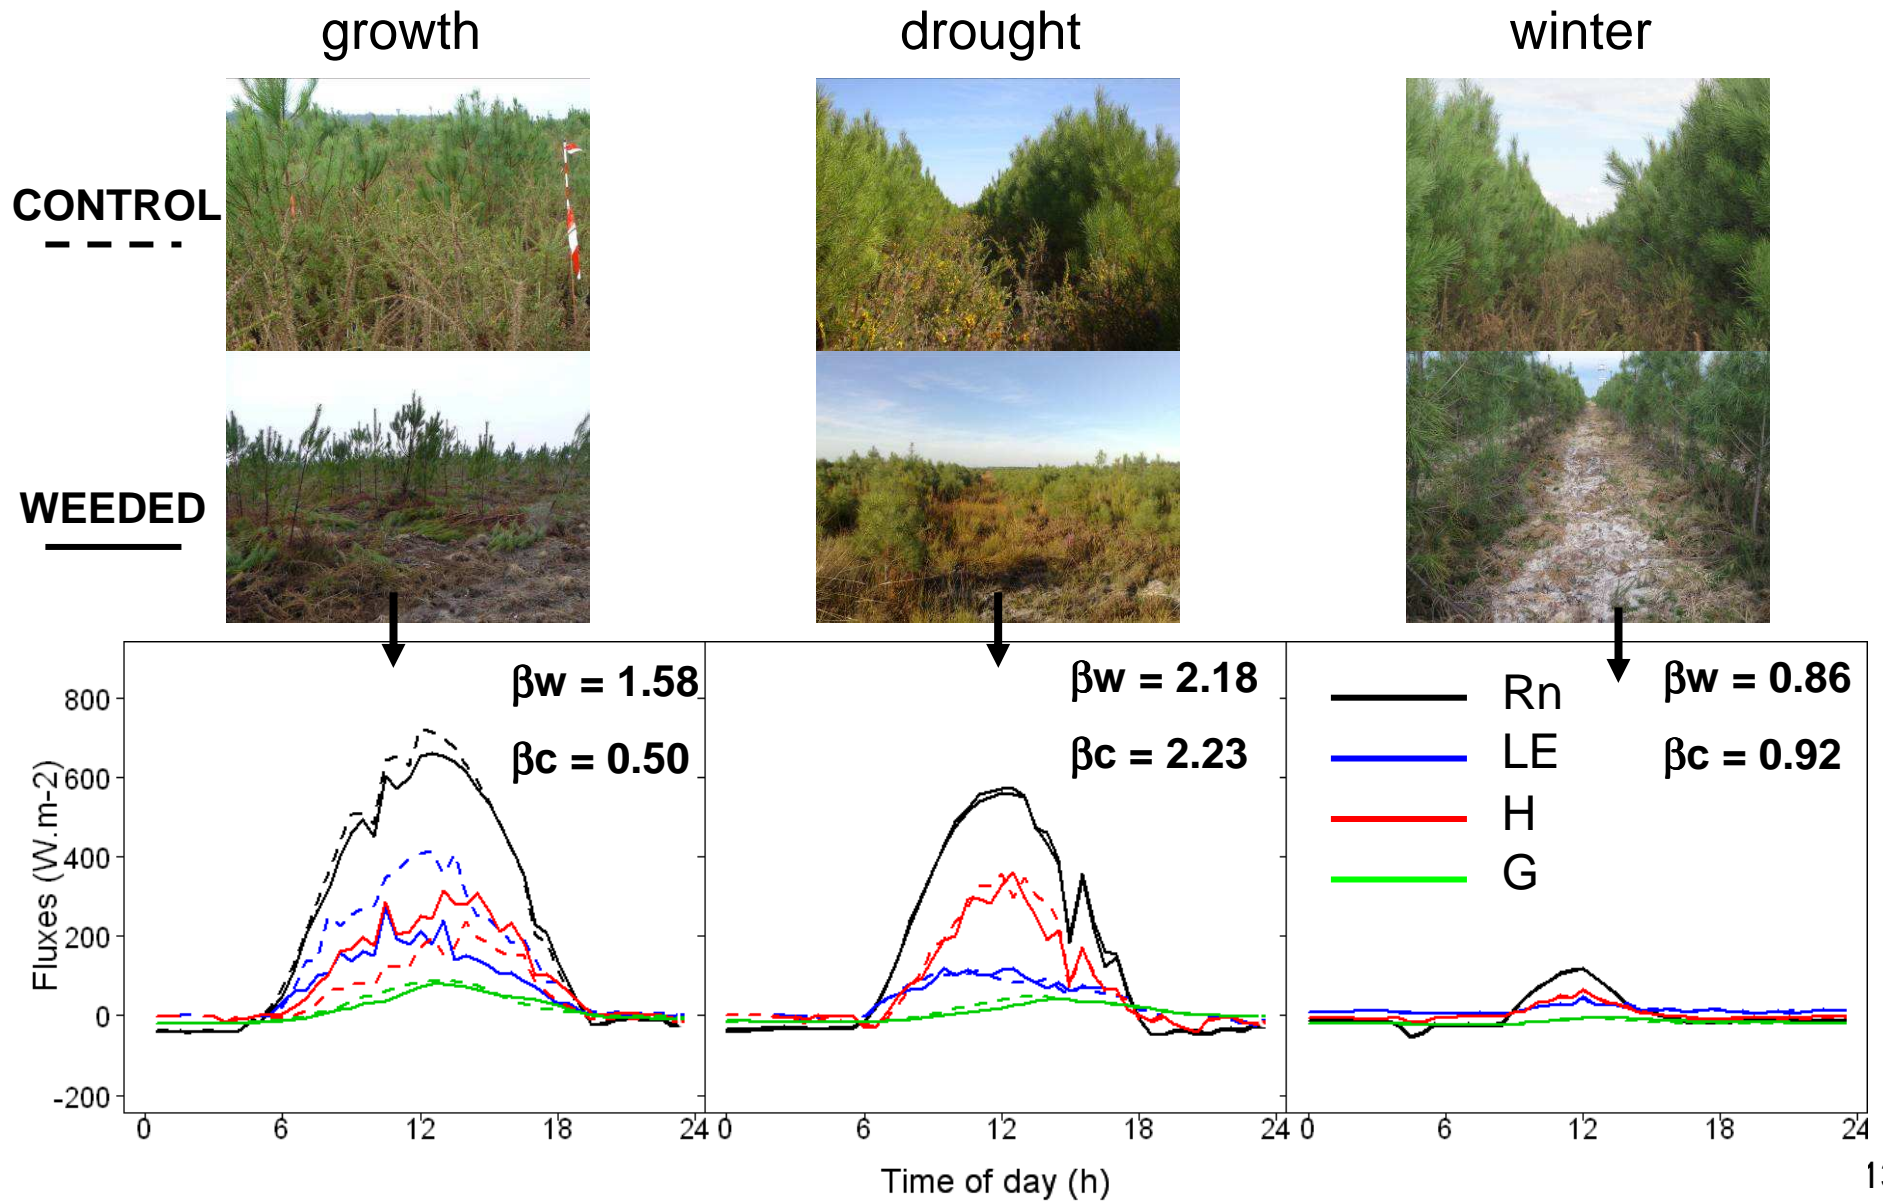 growth drought winter
CONTROL
WEEDED
βw = 1.58
βc = 0.50
βw = 2.18
βc = 2.23
βw = 0.86
βc = 0.92
Rn
LE
H
G
Fluxes (W.m-2)
800
600
400
200
0
-200
0 6 12 18 24 0 6 12 18 24 0 6 12 18 24
Time of day (h)